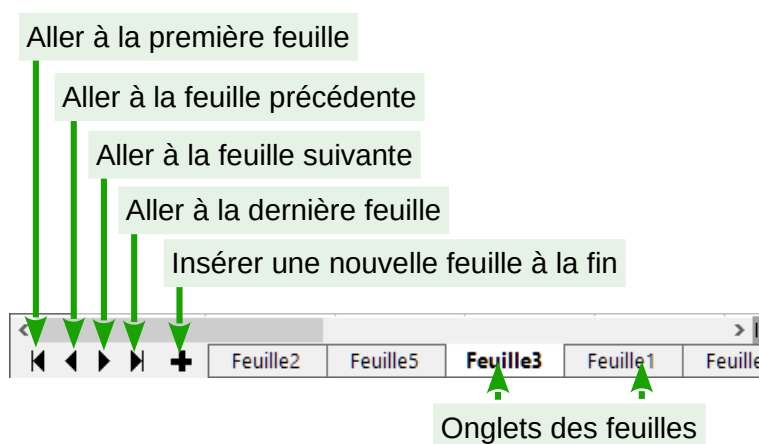 Aller à la première feuille
Aller à la feuille précédente
Aller à la feuille suivante
Aller à la dernière feuille
Insérer une nouvelle feuille à la fin
Feuille2 Feuille5 Feuille3 Feuille1 Feuille
Onglets des feuilles